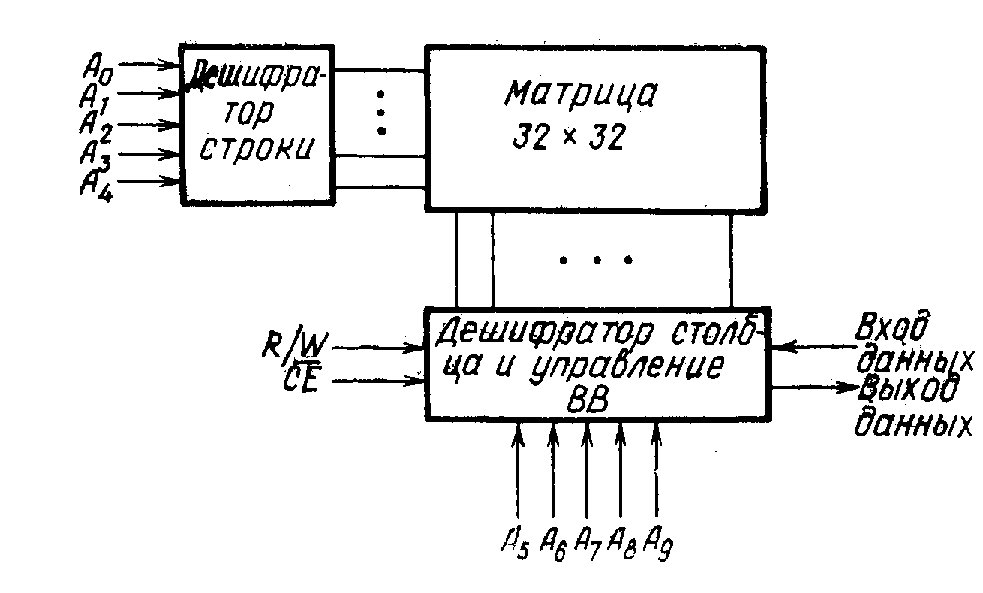 A0
A1
A2
A3
A4
Дешифра-
тор
строки
Матрица
32 × 32
R/W
CE
Дешифратор столб-
ца и управление
ВВ
Вход
данных
Выход
данных
A5 A6 A7 A8 A9